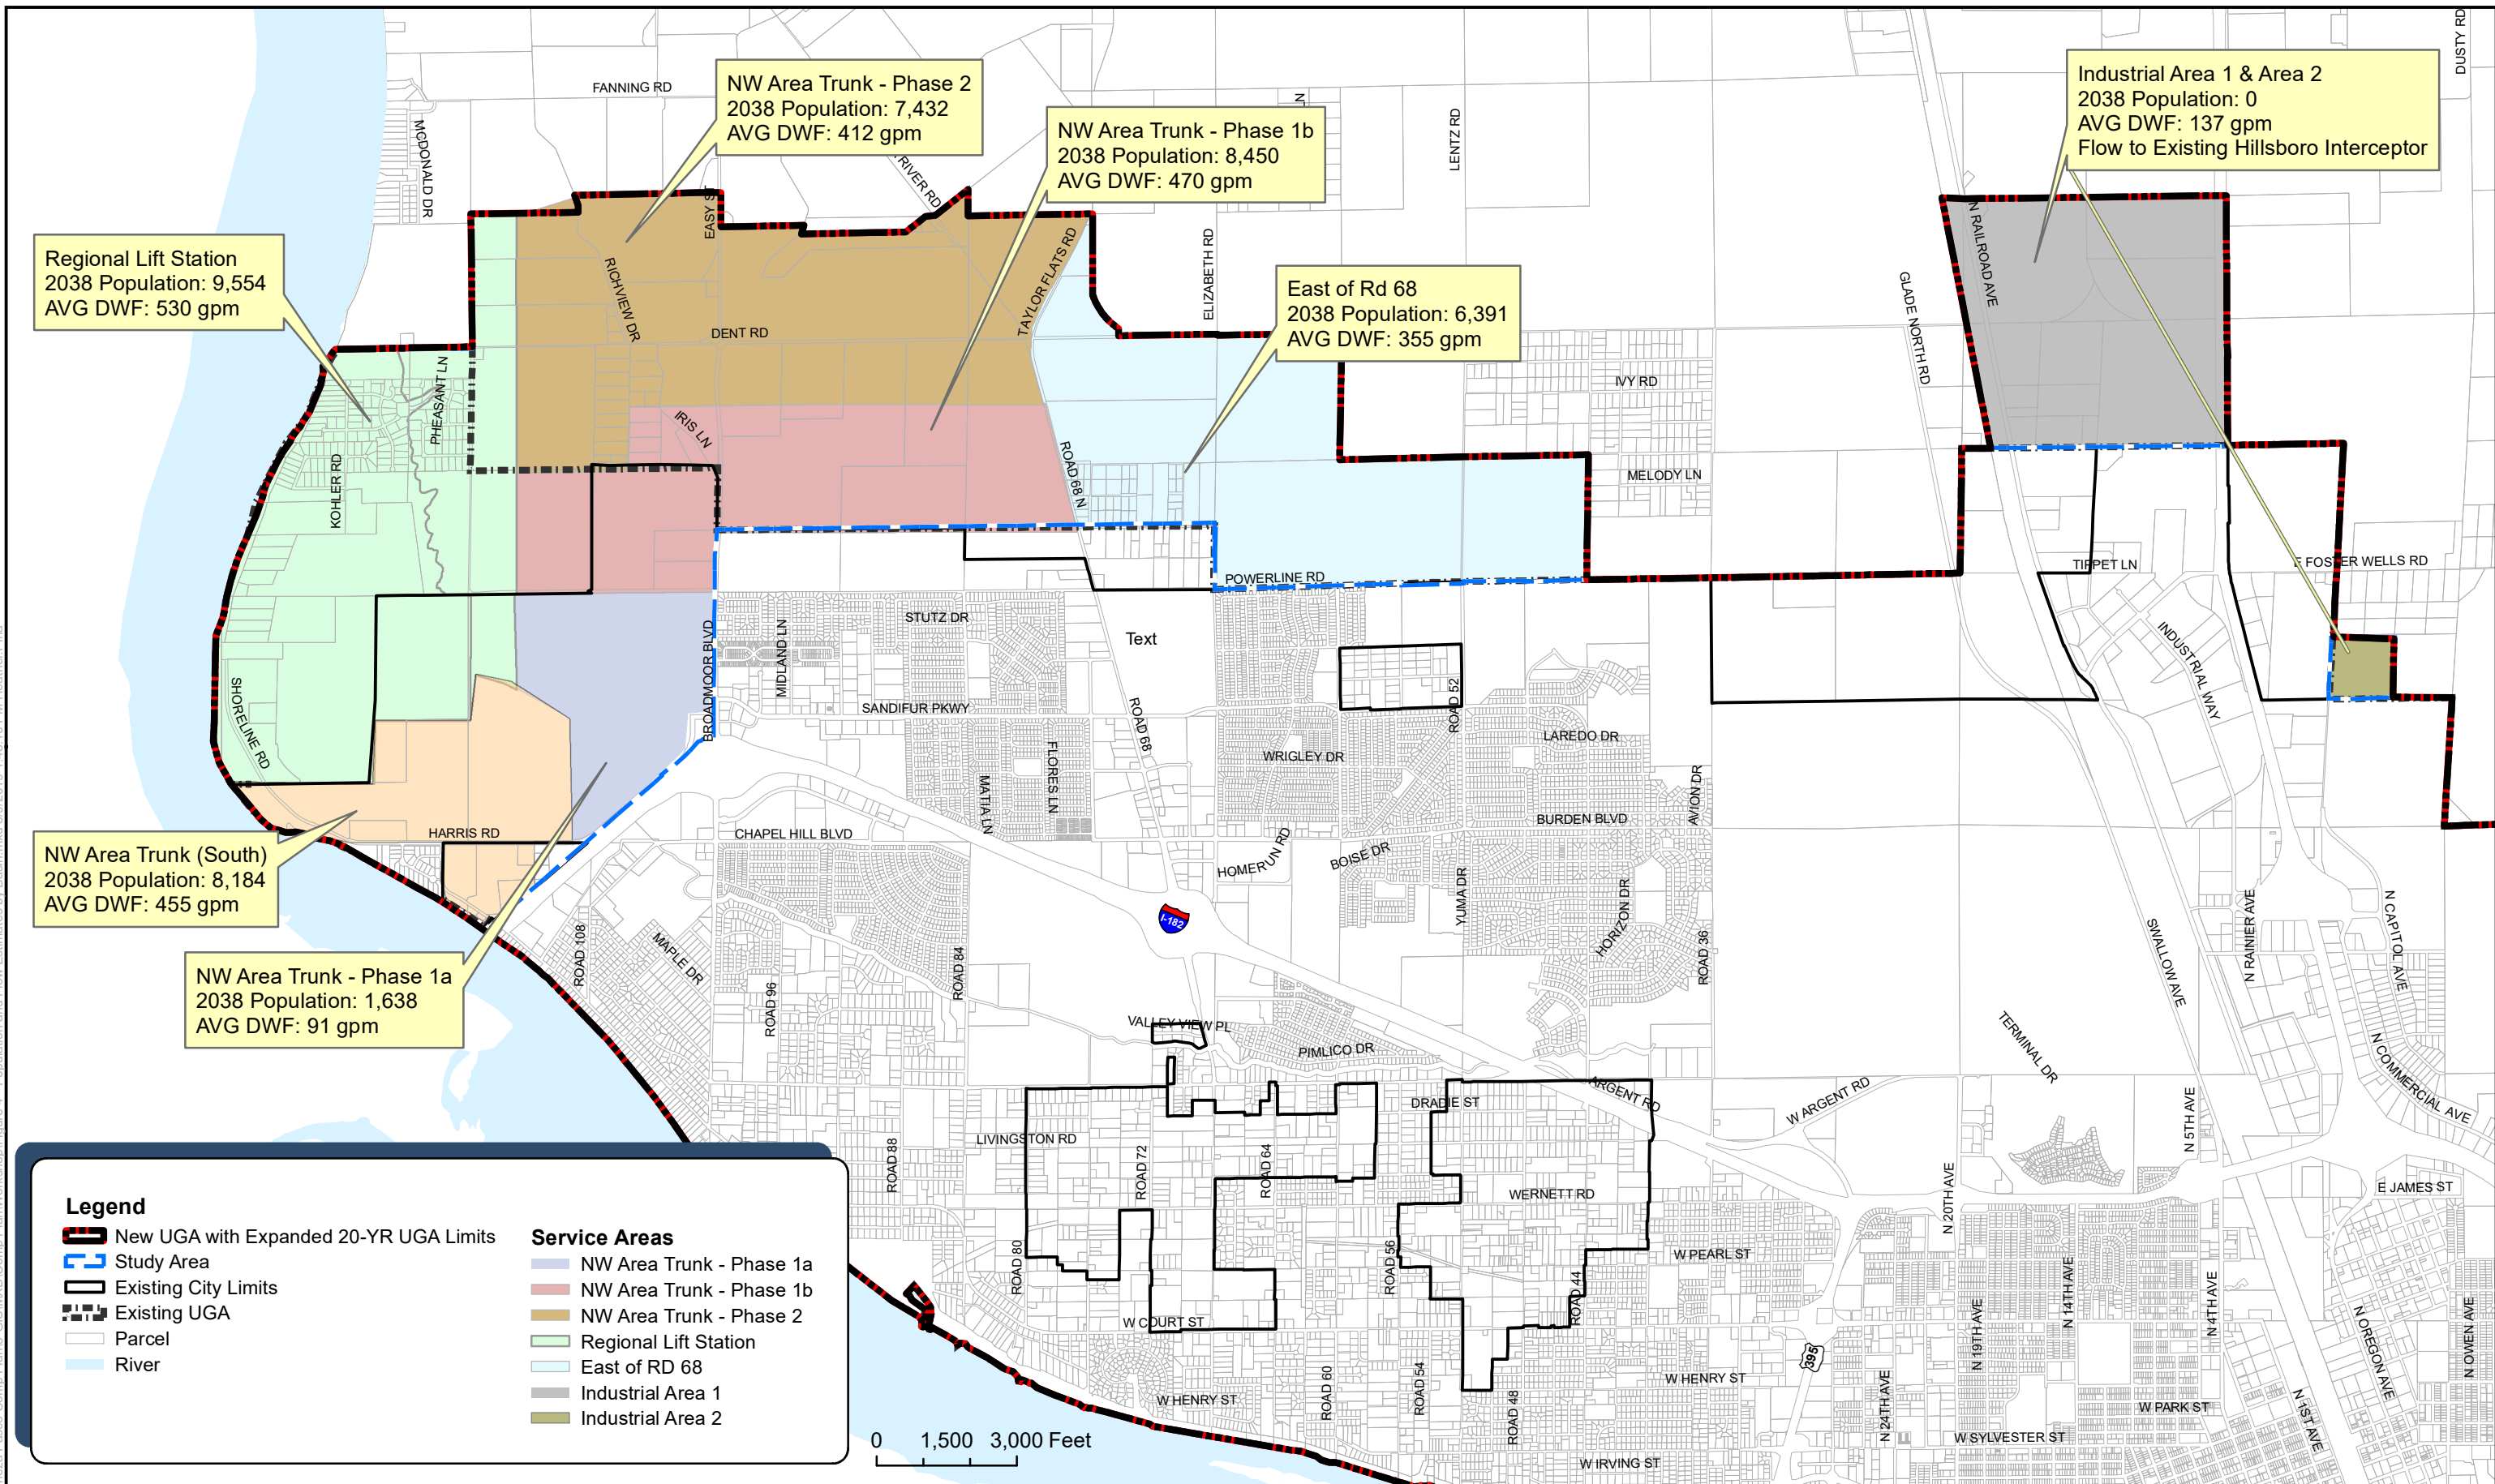 FANNING RD
MCDONALD DR
NW Area Trunk - Phase 2
2038 Population: 7,432
AVG DWF: 412 gpm
NW Area Trunk - Phase 1b
2038 Population: 8,450
AVG DWF: 470 gpm
LENTZ RD
Industrial Area 1 & Area 2
2038 Population: 0
AVG DWF: 137 gpm
Flow to Existing Hillsboro Interceptor
DUSTY RD
RIVER RD
EASY ST
Regional Lift Station
2038 Population: 9,554
AVG DWF: 530 gpm
RICHVIEW DR
DENT RD
TAYLOR FLATS RD
ELIZABETH RD
East of Rd 68
2038 Population: 6,391
AVG DWF: 355 gpm
GLADE NORTH RD
N RAILROAD AVE
PHEASANT LN
KOHLER RD
IRIS LN
ROAD 68 N
IVY RD
MELODY LN
POWERLINE RD
TIPPET LN
E FOSTER WELLS RD
STUTZ DR
MIDLAND LN
BROADMOOR BLVD
Text
INDUSTRIAL WAY
SHORELINE RD
SANDIFUR PKWY
ROAD 68
ROAD 52
WRIGLEY DR
LAREDO DR
MATIA LN
FLORES LN
AVION DR
HARRIS RD
CHAPEL HILL BLVD
BURDEN BLVD
HOMERUN RD
BOISE DR
YUMA DR
HORIZON DR
NW Area Trunk (South)
2038 Population: 8,184
AVG DWF: 455 gpm
I-182
ROAD 108
MAPLE DR
ROAD 96
ROAD 84
ROAD 36
SWALLOW AVE
N RAINIER AVE
N CAPITOL AVE
NW Area Trunk - Phase 1a
2038 Population: 1,638
AVG DWF: 91 gpm
VALLEY VIEW PL
PIMLICO DR
TERMINAL DR
N COMMERCIAL AVE
ARGENT RD
W ARGENT RD
DRADIE ST
LIVINGSTON RD
ROAD 88
ROAD 72
ROAD 64
N 5TH AVE
WERNETT RD
E JAMES ST
N 20TH AVE
ROAD 80
ROAD 56
W PEARL ST
ROAD 44
N 14TH AVE
N 4TH AVE
W COURT ST
N 19TH AVE
N OREGON AVE
N OWEN AVE
395
W HENRY ST
ROAD 60
ROAD 54
ROAD 48
W HENRY ST
N 24TH AVE
W PARK ST
N 1ST AVE
W SYLVESTER ST
W IRVING ST
Legend
New UGA with Expanded 20-YR UGA Limits
Study Area
Existing City Limits
Existing UGA
Parcel
River
Service Areas
NW Area Trunk - Phase 1a
NW Area Trunk - Phase 1b
NW Area Trunk - Phase 2
Regional Lift Station
East of RD 68
Industrial Area 1
Industrial Area 2
0 1,500 3,000 Feet